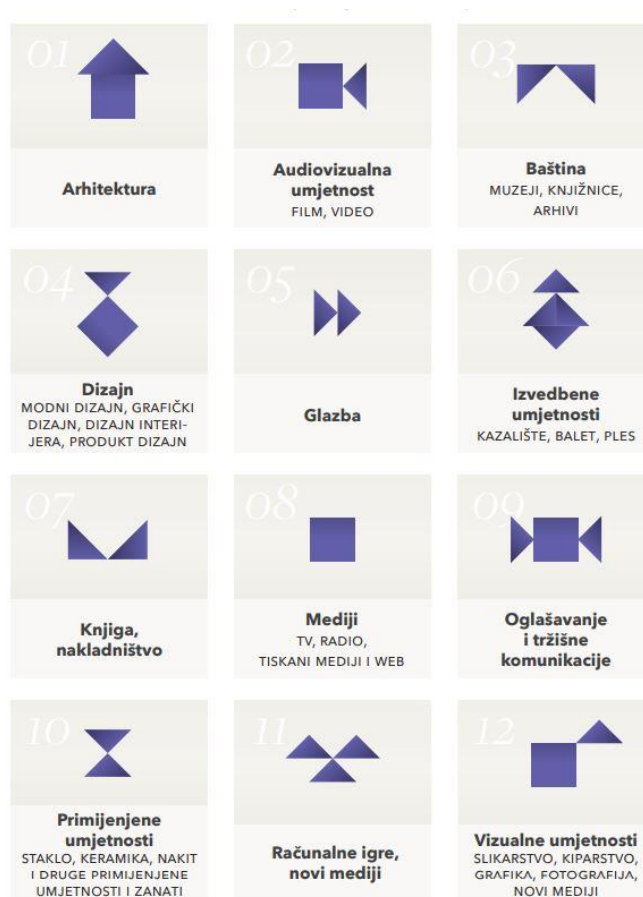 01
Arhitektura
02
Audiovizualna
umjetnost
FILM, VIDEO
03
Baština
MUZEJI, KNJIŽNICE,
ARHIVI
04
Dizajn
MODNI DIZAJN, GRAFIČKI
DIZAJN, DIZAJN INTERI-
JERA, PRODUKT DIZAJN
05
Glazba
06
Izvedbene
umjetnosti
KAZALIŠTE, BALET, PLES
07
Knjiga,
nakladništvo
08
Mediji
TV, RADIO,
TISKANI MEDIJI I WEB
09
Oglašavanje
i tržišne
komunikacije
10
Primijenjene
umjetnosti
STAKLO, KERAMIKA, NAKIT
I DRUGE PRIMIJENJENE
UMJETNOSTI I ZANATI
11
Računalne igre,
novi mediji
12
Vizualne umjetnosti
SLIKARSTVO, KIPARSTVO,
GRAFIKA, FOTOGRAFIJA,
NOVI MEDIJI